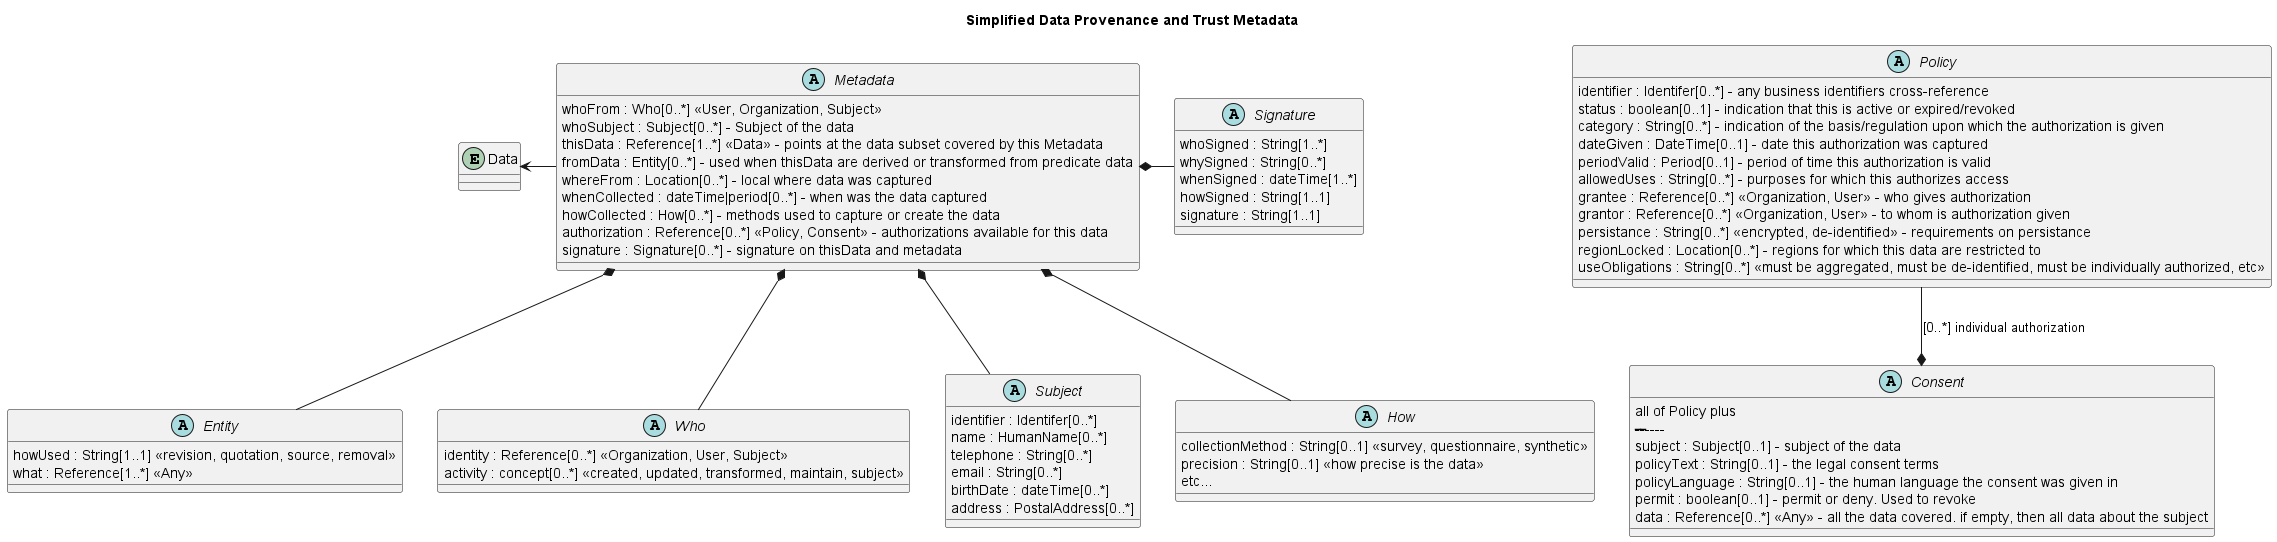 Simplified Data Provenance and Trust Metadata
E Data
A Metadada
whoFrom : Who[0..*] «User, Organization, Subject»
whoSubject : Subject[0..*] – Subject of the data
thisData : Reference[1..*] «Data» – points at the data subset covered by this Metadata
fromData : Entity[0..*] – used when thisData are derived or transformed from predicate data
whereFrom : Location[0..*] – local where data was captured
whenCollected : dateTime|period[0..*] – when was the data captured
howCollected : How[0..*] – methods used to capture or create the data
authorization : Reference[0..*] «Policy, Consent» – authorizations available for this data
signature : Signature[0..*] – signature on thisData and metadata
A Signature
whoSigned : String[1..*]
whySigned : String[0..*]
whenSigned : dateTime[1..*]
howSigned : String[1..1]
signature : String[1..1]
A Policy
identifier : Identifer[0..*] – any business identifiers cross-reference
status : boolean[0..1] – indication that this is active or expired/revoked
category : String[0..*] – indication of the basis/regulation upon which the authorization is given
dateGiven : DateTime[0..1] – date this authorization was captured
periodValid : Period[0..1] – period of time this authorization is valid
allowedUses : String[0..*] – purposes for which this authorizes access
grantee : Reference[0..*] «Organization, User» – who gives authorization
grantor : Reference[0..*] «Organization, User» – to whom is authorization given
persistance : String[0..*] «encrypted, de-identified» – requirements on persistance
regionLocked : Location[0..*] – regions for which this data are restricted to
useObligations : String[0..*] «must be aggregated, must be de-identified, must be individually authorized, etc»
[0..*] individual authorization
A Entity
howUsed : String[1..1] «revision, quotation, source, removal»
what : Reference[1..*] «Any»
A Who
identity : Reference[0..*] «Organization, User, Subject»
activity : concept[0..*] «created, updated, transformed, maintain, subject»
A Subject
identifier : Identifer[0..*]
name : HumanName[0..*]
telephone : String[0..*]
email : String[0..*]
birthDate : dateTime[0..*]
address : PostalAddress[0..*]
A How
collectionMethod : String[0..1] «survey, questionnaire, synthetic»
precision : String[0..1] «how precise is the data»
etc...
A Consent
all of Policy plus
subject : Subject[0..1] – subject of the data
policyText : String[0..1] – the legal consent terms
policyLanguage : String[0..1] – the human language the consent was given in
permit : boolean[0..1] – permit or deny. Used to revoke
data : Reference[0..*] «Any» – all the data covered. if empty, then all data about the subject